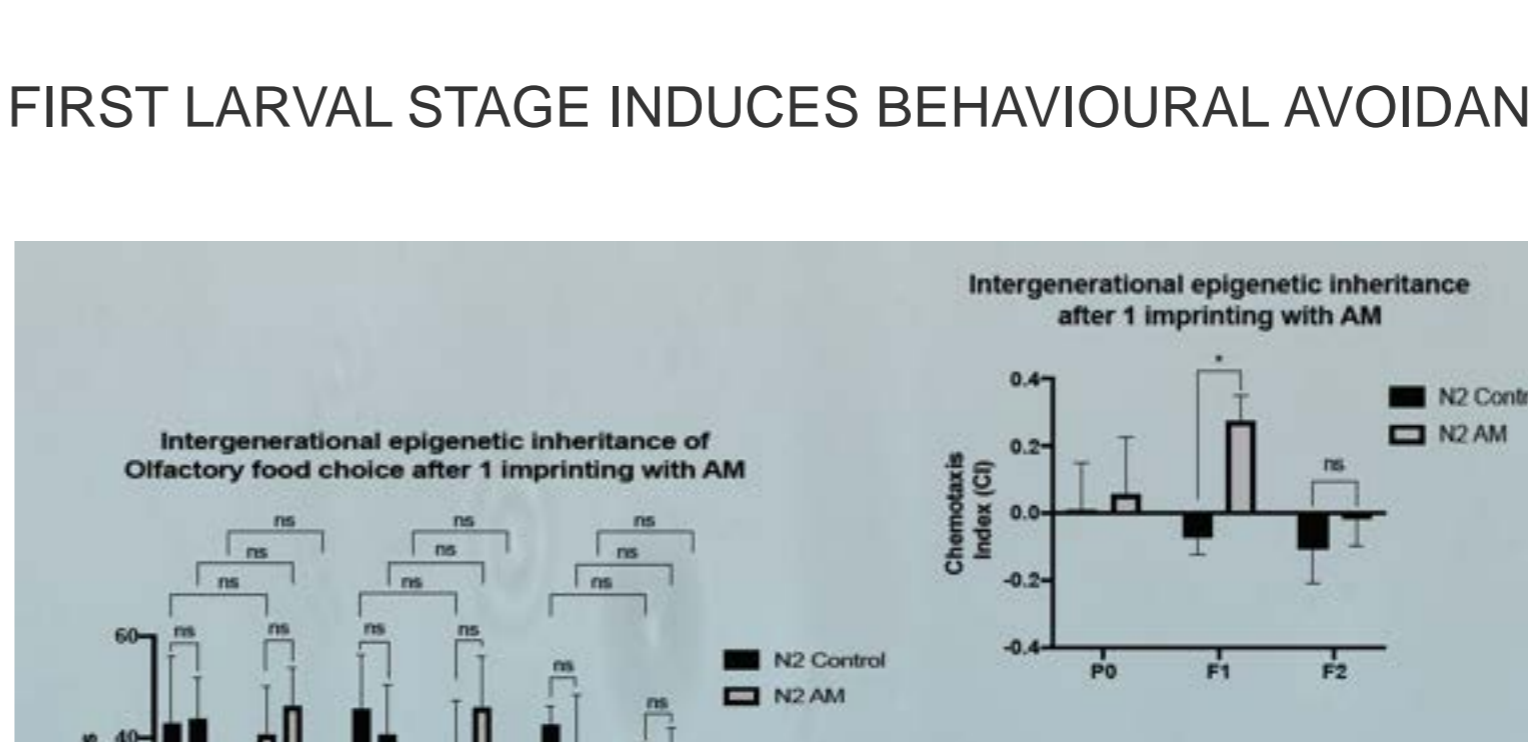 FIRST LARVAL STAGE INDUCES BEHAVIOURAL AVOIDAN
Intergenerational epigenetic inheritance
after 1 imprinting with AM
*
0.4
0.2
0.0
-0.2
-0.4
Chemotaxis
Index (CI)
ns
P0 F1 F2
N2 Contr
N2 AM
Intergenerational epigenetic inheritance of
Olfactory food choice after 1 imprinting with AM
ns ns ns
ns ns ns
ns ns ns
ns ns ns ns
ns
ns
60
40
N2 Control
N2 AM